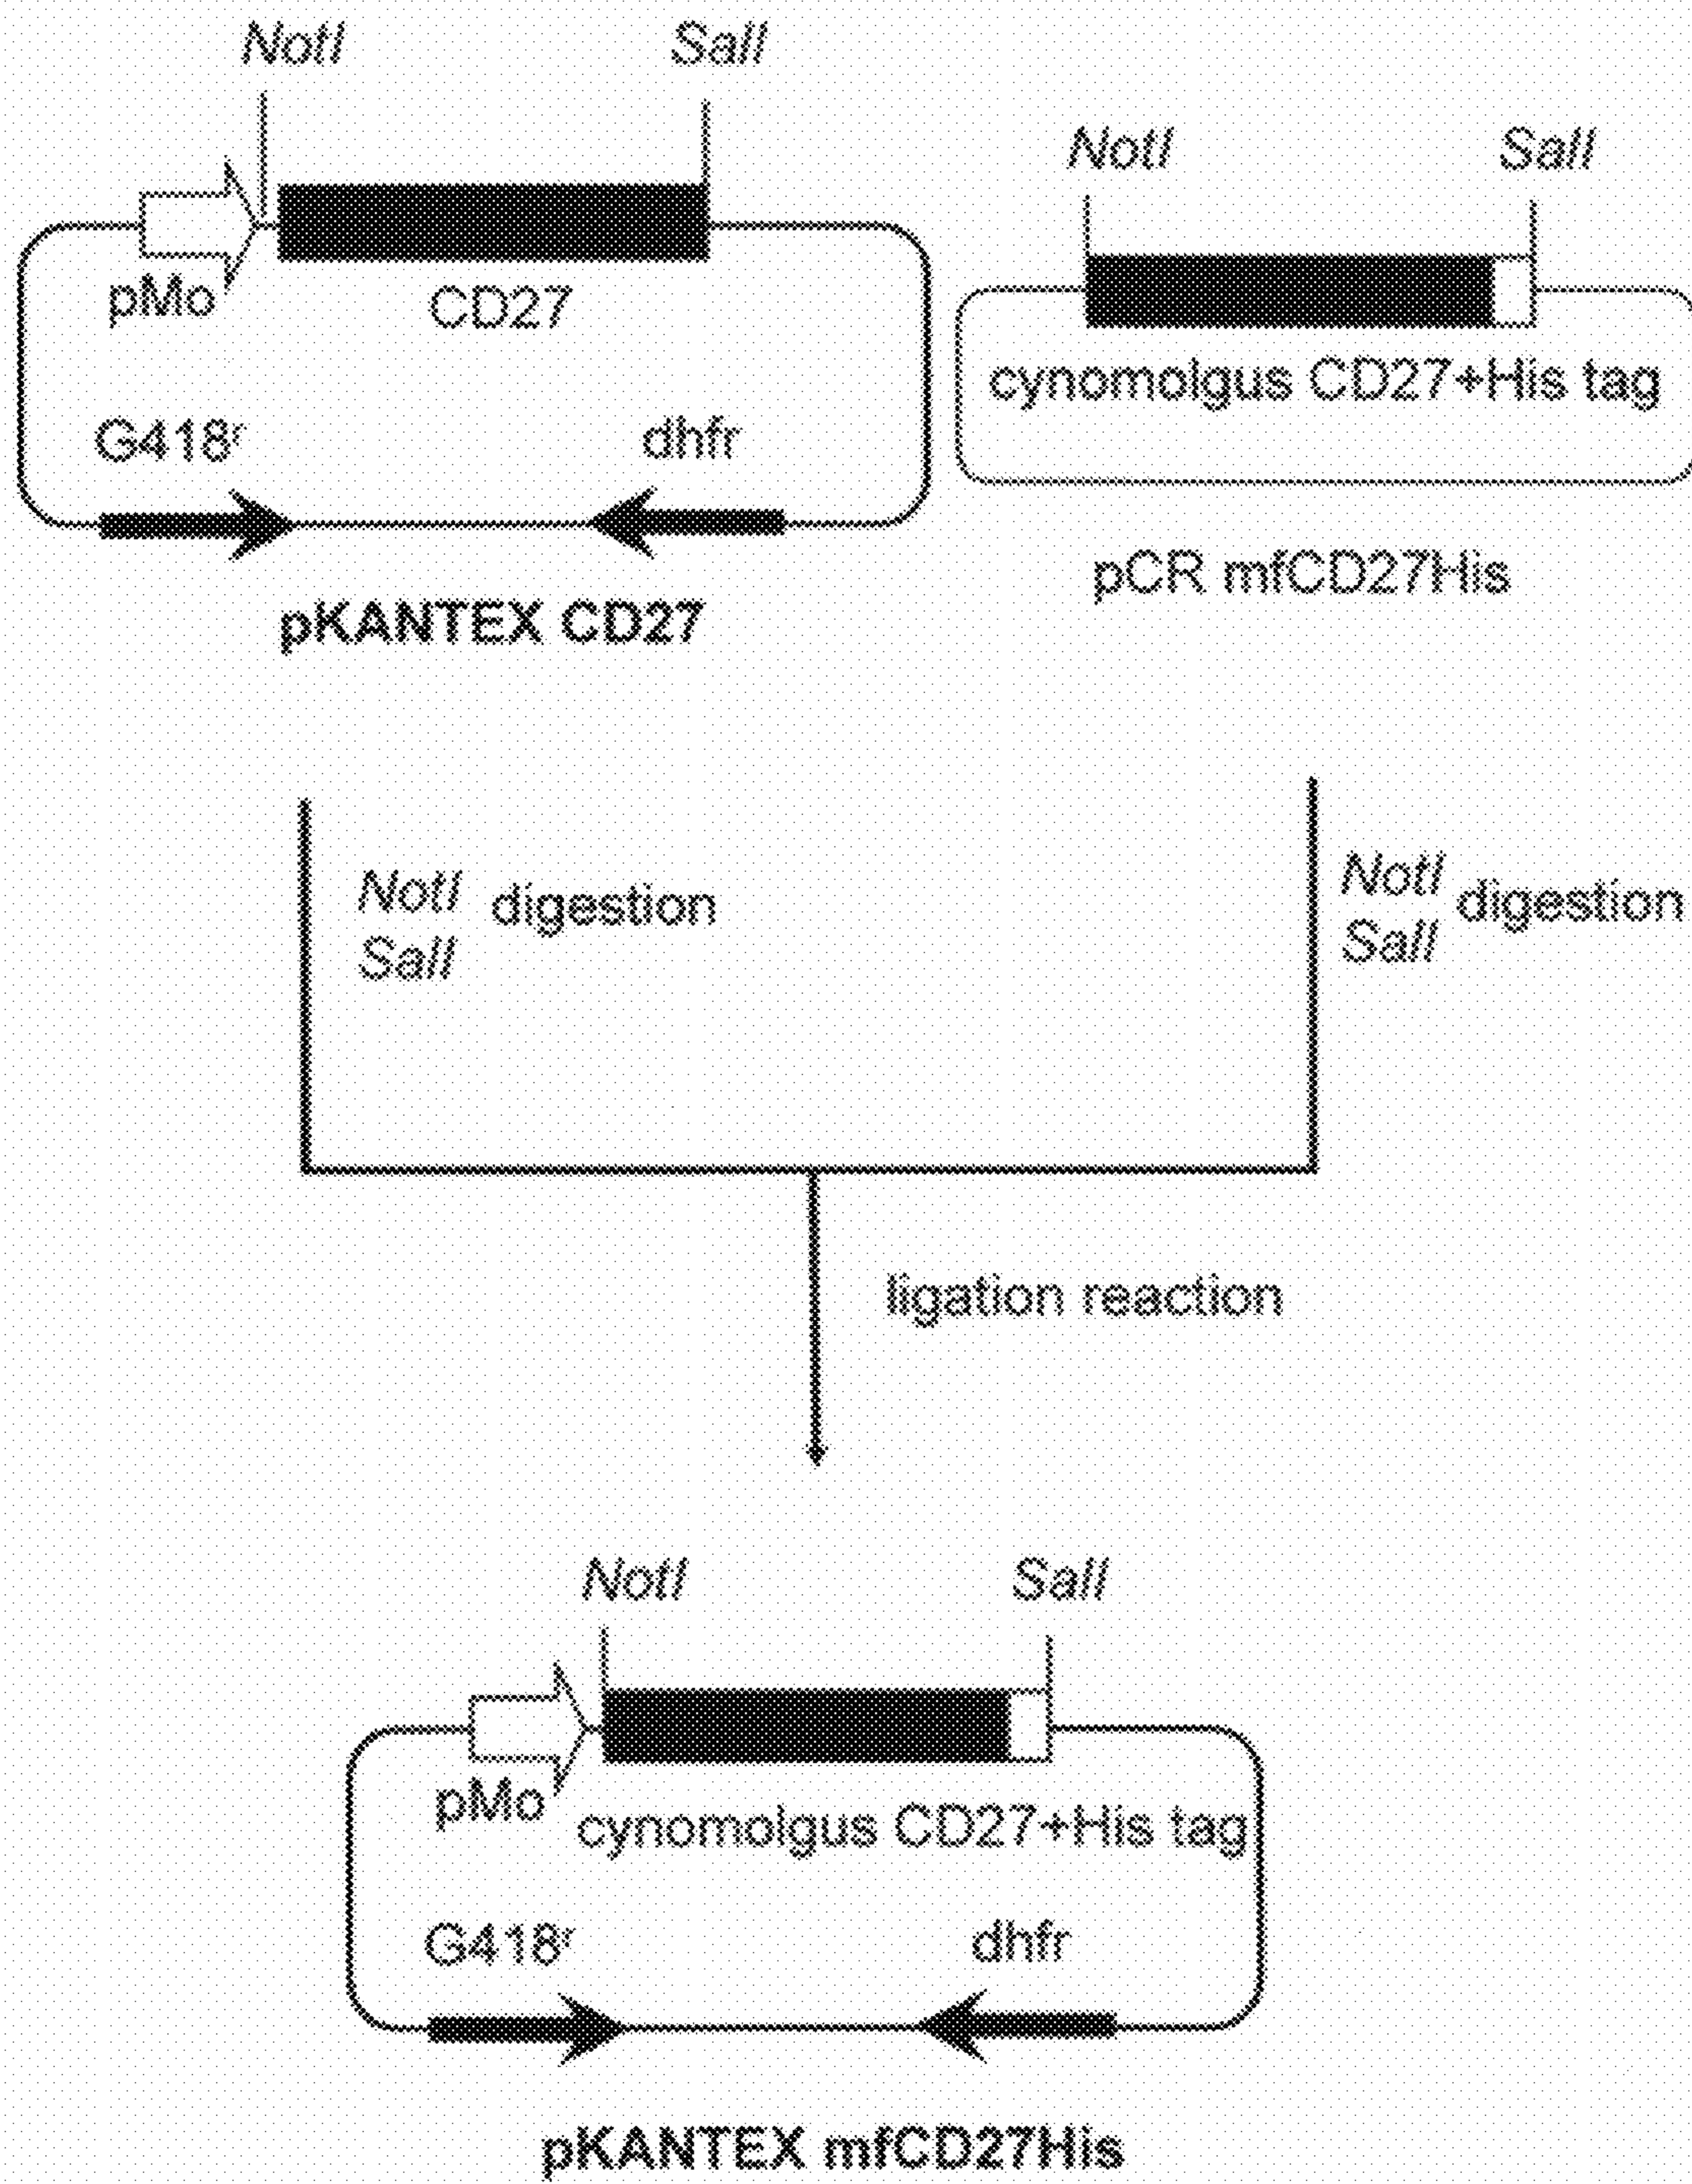 NotI
SalI
pMo
CD27
G418r
dhfr
pKANTEX CD27
NotI
SalI
cynomolgus CD27+His tag
pCR mfCD27His
NotI
SalI
digestion
NotI
SalI
digestion
ligation reaction
NotI
SalI
pMo
cynomolgus CD27+His tag
G418r
dhfr
pKANTEX mfCD27His